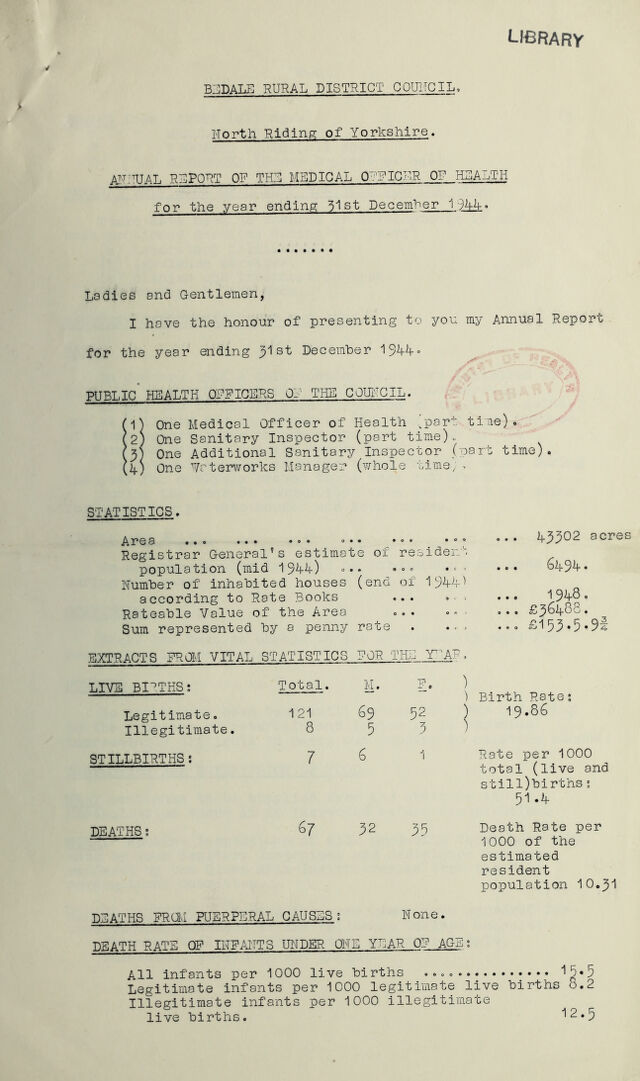 LIBRARY
BEDALE RURAL DISTRICT COUNCIL.
North Riding of Yorkshire.
ANNUAL REPORT OF THE MEDICAL OFFICER OF HEALTH
for the year ending 31st December 1944.
.......
Ladies and Gentlemen,
I have the honour of presenting to you my Annual Report
for the year ending 31st December 1944.
MINISTRY OF HEALTH
LIBRARY
PUBLIC HEALTH OFFICERS OF THE COUNCIL.
(1) One Medical Officer of Health (part time).
(2) One Sanitary Inspector (part time).
(3) One Additional Sanitary Inspector (part time).
(4) One Waterworks Manager (whole time).
STATISTICS.
Area ... ... ... ... ... ... ... 43302 acres
Registrar General's estimate of resident
population (mid 1944) ... ... ... ... 6494.
Number of inhabited houses (end of 1944)
according to Rate Books ... ... ... 1948.
Rateable Value of the Area ... ... ... £36488.
Sum represented by a penny rate . ... ... £153.5.9¾
EXTRACTS FROM VITAL STATISTICS FOR THE YEAR.
LIVE BIRTHS: Total. M. F. )
) Birth Rate:
Legitimate. 121 69 52 ) 19.86
Illegitimate. 8 5 3 )
STILLBIRTHS: 7 6 1 Rate per 1000
total (live and
still)births:
51.4
DEATHS: 67 32 35 Death Rate per
1000 of the
estimated
resident
population 10.31
DEATHS FROM PUERPERAL CAUSES: None.
DEATH RATE OF INFANTS UNDER ONE YEAR OF AGE:
All infants per 1000 live births ............... 15.5
Legitimate infants per 1000 legitimate live births 8.2
Illegitimate infants per 1000 illegitimate
live births. 12.5